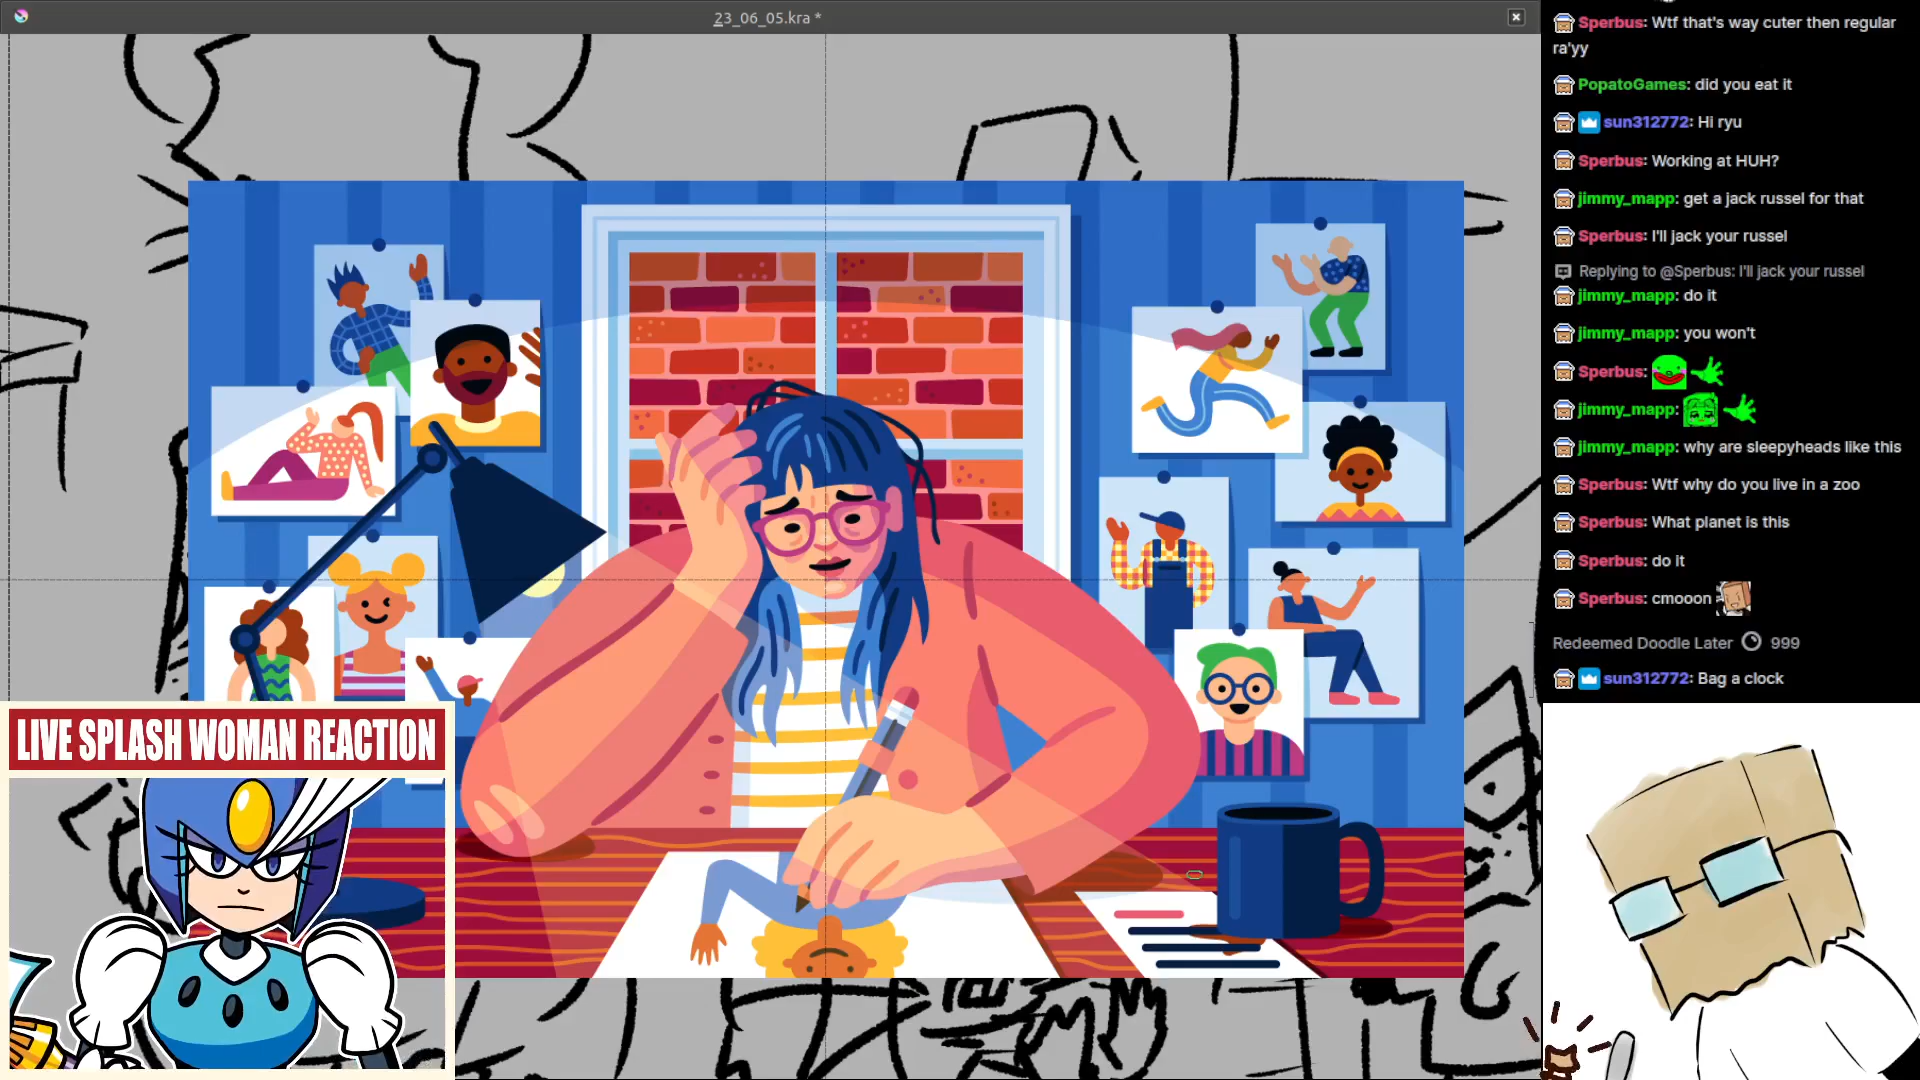 23_06_05.kra *
Sperbus: Wtf that's way cuter then regular
ra'yy
PopatoGames: did you eat it
sun312772: Hi ryu
Sperbus: Working at HUH?
jimmy_mapp: get a jack russel for that
Sperbus: I'll jack your russel
Replying to @Sperbus: I'll jack your russel
jimmy_mapp: do it
jimmy_mapp: you won't
Sperbus:
jimmy_mapp:
jimmy_mapp: why are sleepyheads like this
Sperbus: Wtf why do you live in a zoo
Sperbus: What planet is this
Sperbus: do it
Sperbus: cmooon
Redeemed Doodle Later 999
sun312772: Bag a clock
LIVE SPLASH WOMAN REACTION